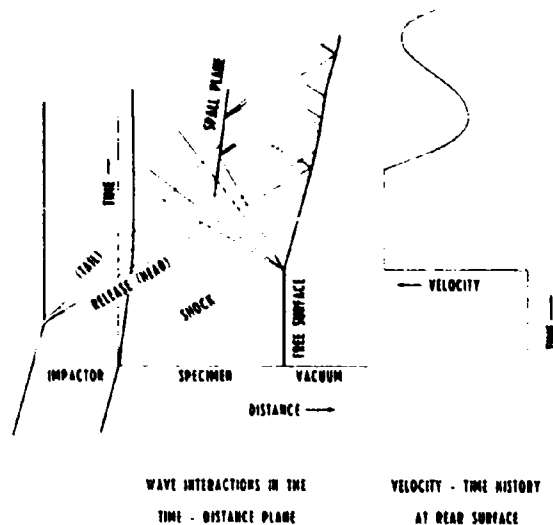 SPALL PLANE
TIME
(TAIL)
RELEASE (HEAD)
SHOCK
FREE SURFACE
VELOCITY
TIME
IMPACTOR
SPECIMEN
VACUUM
DISTANCE
WAVE INTERACTIONS IN THE
TIME - DISTANCE PLANE
VELOCITY - TIME HISTORY
AT REAR SURFACE